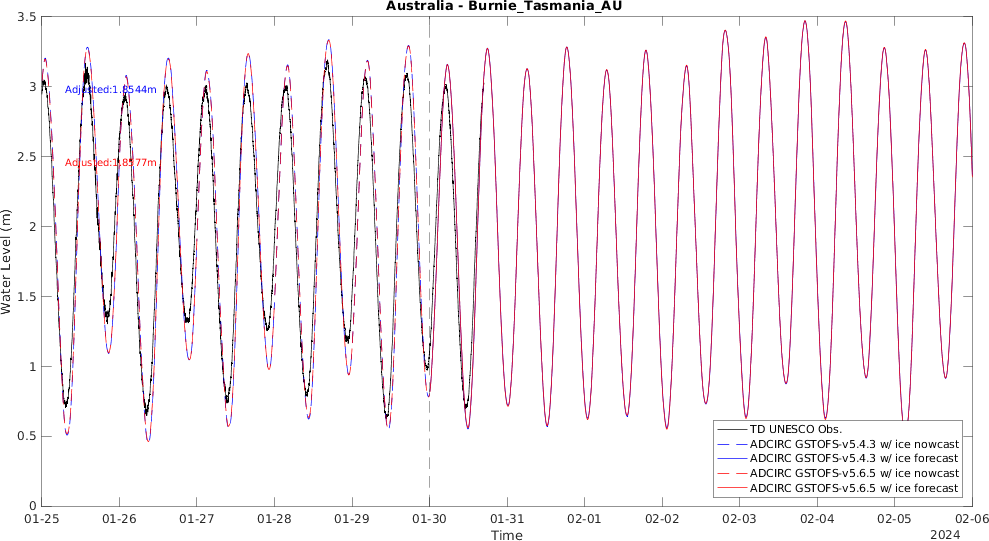 Australia - Burnie_Tasmania_AU
3.5
3
2.5
2
1.5
1
0.5
0
Water Level (m)
Adjusted:1.8544m
Adjusted:1.8577m
TD UNESCO Obs.
ADCIRC GSTOFS-v5.4.3 w/ ice nowcast
ADCIRC GSTOFS-v5.4.3 w/ ice forecast
ADCIRC GSTOFS-v5.6.5 w/ ice nowcast
ADCIRC GSTOFS-v5.6.5 w/ ice forecast
01-25 01-26 01-27 01-28 01-29 01-30 01-31 02-01 02-02 02-03 02-04 02-05 02-06
Time
2024